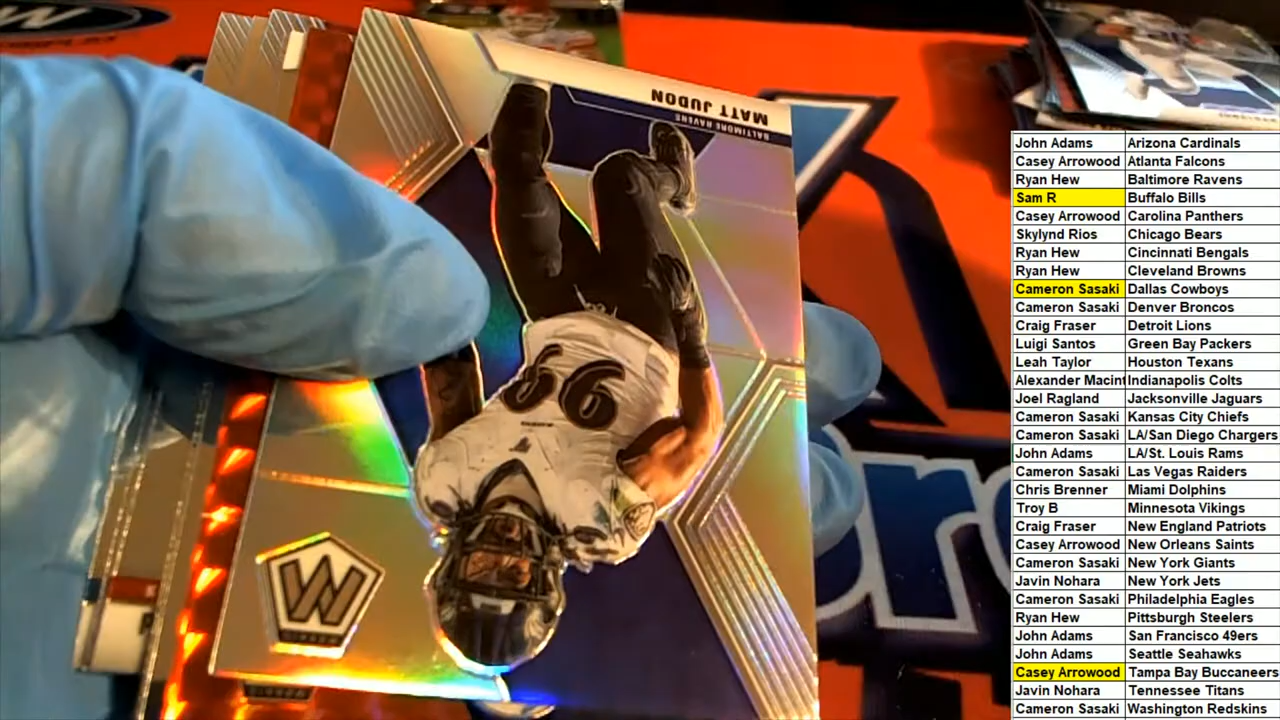 MATT JUDON
BALTIMORE RAVENS
99
W
MOSAIC
John Adams Arizona Cardinals
Casey Arrowood Atlanta Falcons
Ryan Hew Baltimore Ravens
Sam R Buffalo Bills
Casey Arrowood Carolina Panthers
Skylynd Rios Chicago Bears
Ryan Hew Cincinnati Bengals
Ryan Hew Cleveland Browns
Cameron Sasaki Dallas Cowboys
Cameron Sasaki Denver Broncos
Craig Fraser Detroit Lions
Luigi Santos Green Bay Packers
Leah Taylor Houston Texans
Alexander Macint Indianapolis Colts
Joel Ragland Jacksonville Jaguars
Cameron Sasaki Kansas City Chiefs
Cameron Sasaki LA/San Diego Chargers
John Adams LA/St. Louis Rams
Cameron Sasaki Las Vegas Raiders
Chris Brenner Miami Dolphins
Troy B Minnesota Vikings
Craig Fraser New England Patriots
Casey Arrowood New Orleans Saints
Cameron Sasaki New York Giants
Javin Nohara New York Jets
Cameron Sasaki Philadelphia Eagles
Ryan Hew Pittsburgh Steelers
John Adams San Francisco 49ers
John Adams Seattle Seahawks
Casey Arrowood Tampa Bay Buccaneers
Javin Nohara Tennessee Titans
Cameron Sasaki Washington Redskins